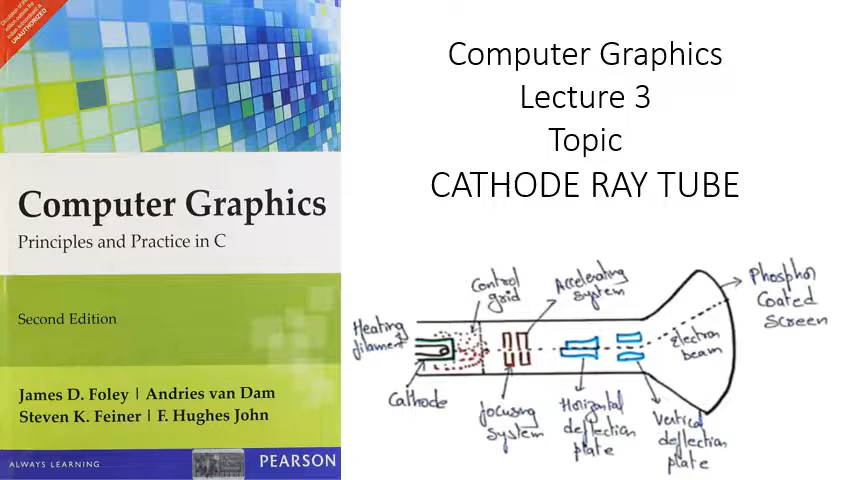 UNAUTHORIZED
Computer Graphics
Principles and Practice in C
Second Edition
James D. Foley | Andries van Dam
Steven K. Feiner | F. Hughes John
ALWAYS LEARNING
PEARSON
Computer Graphics
Lecture 3
Topic
CATHODE RAY TUBE
Heating
filament
Cathode
Control
grid
Accelerating
System
focusing
System
Horizontal
deflection
plate
Vertical
deflection
plate
Electron
beam
Phosphor
Coated
Screen